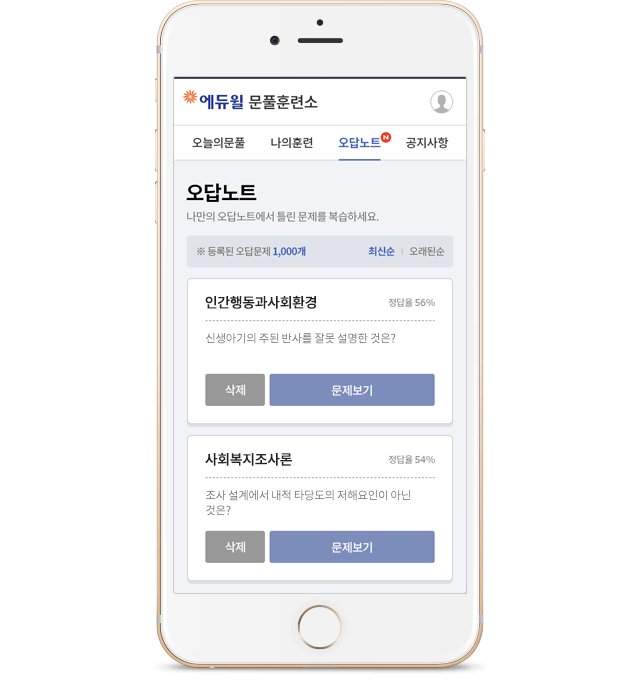 에듀윌 문풀훈련소
오늘의문풀 나의훈련 오답노트 N 공지사항
오답노트
나만의 오답노트에서 틀린 문제를 복습하세요.
※ 등록된 오답문제 1,000개 최신순 | 오래된순
인간행동과사회환경 정답율 56%
신생아기의 주된 반사를 잘못 설명한 것은?
삭제 문제보기
사회복지조사론 정답율 54%
조사 설계에서 내적 타당도의 저해요인이 아닌
것은?
삭제 문제보기